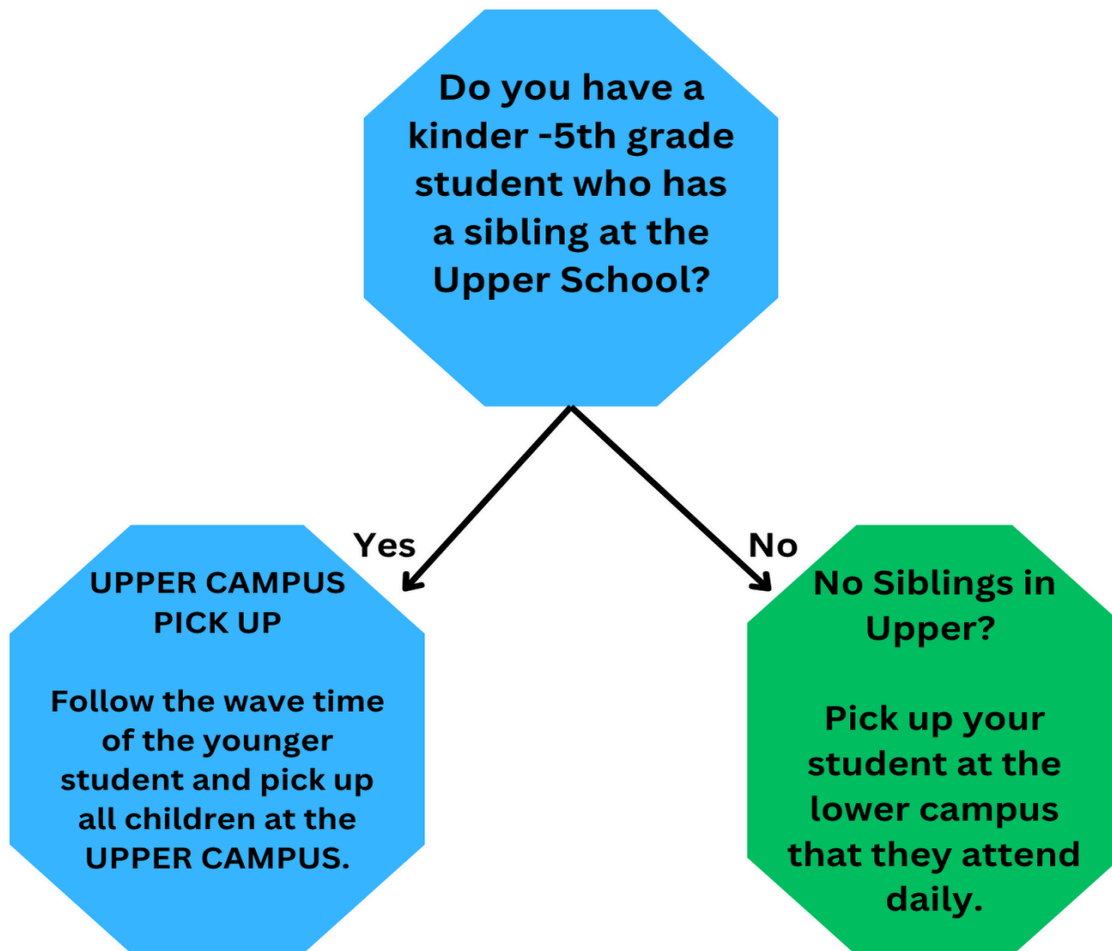 Do you have a
kinder -5th grade
student who has
a sibling at the
Upper School?
Yes
No
UPPER CAMPUS
PICK UP
Follow the wave time
of the younger
student and pick up
all children at the
UPPER CAMPUS.
No Siblings in
Upper?
Pick up your
student at the
lower campus
that they attend
daily.